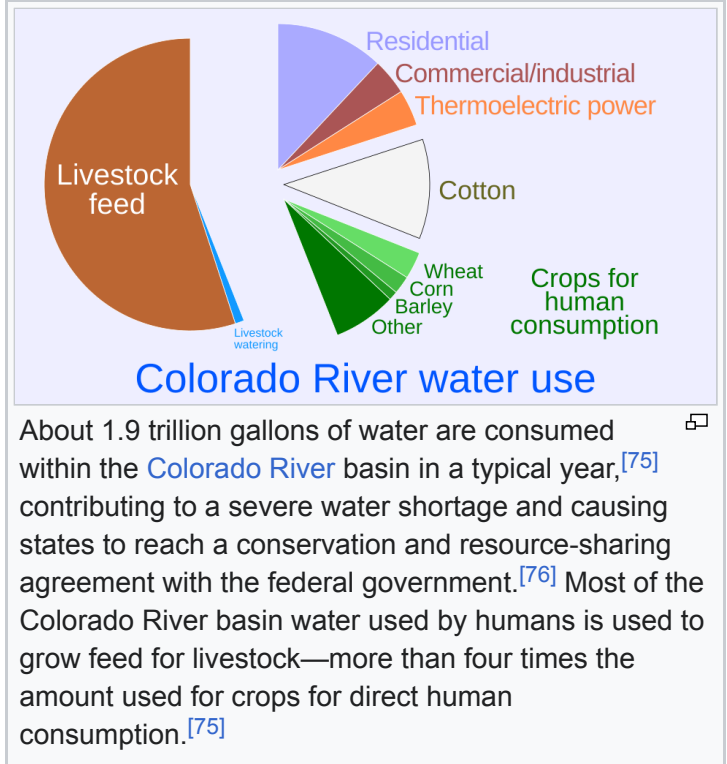 Residential
Commercial/industrial
Thermoelectric power
Livestock
feed
Cotton
Wheat
Corn
Barley
Other
Crops for
human
consumption
Livestock
watering
Colorado River water use
About 1.9 trillion gallons of water are consumed
within the Colorado River basin in a typical year,[75]
contributing to a severe water shortage and causing
states to reach a conservation and resource-sharing
agreement with the federal government.[76] Most of the
Colorado River basin water used by humans is used to
grow feed for livestock—more than four times the
amount used for crops for direct human
consumption.[75]